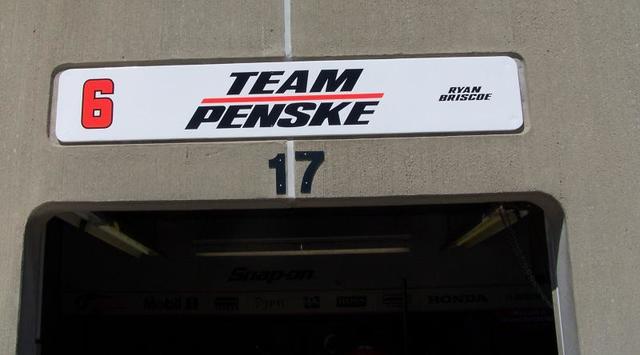 6
TEAM
PENSKE
RYAN
BRISCOE
17
Snap-on
Mobil 1
HONDA